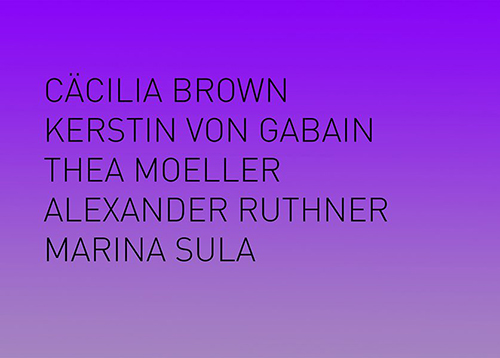 CÄCILIA BROWN
KERSTIN VON GABAIN
THEA MOELLER
ALEXANDER RUTHNER
MARINA SULA